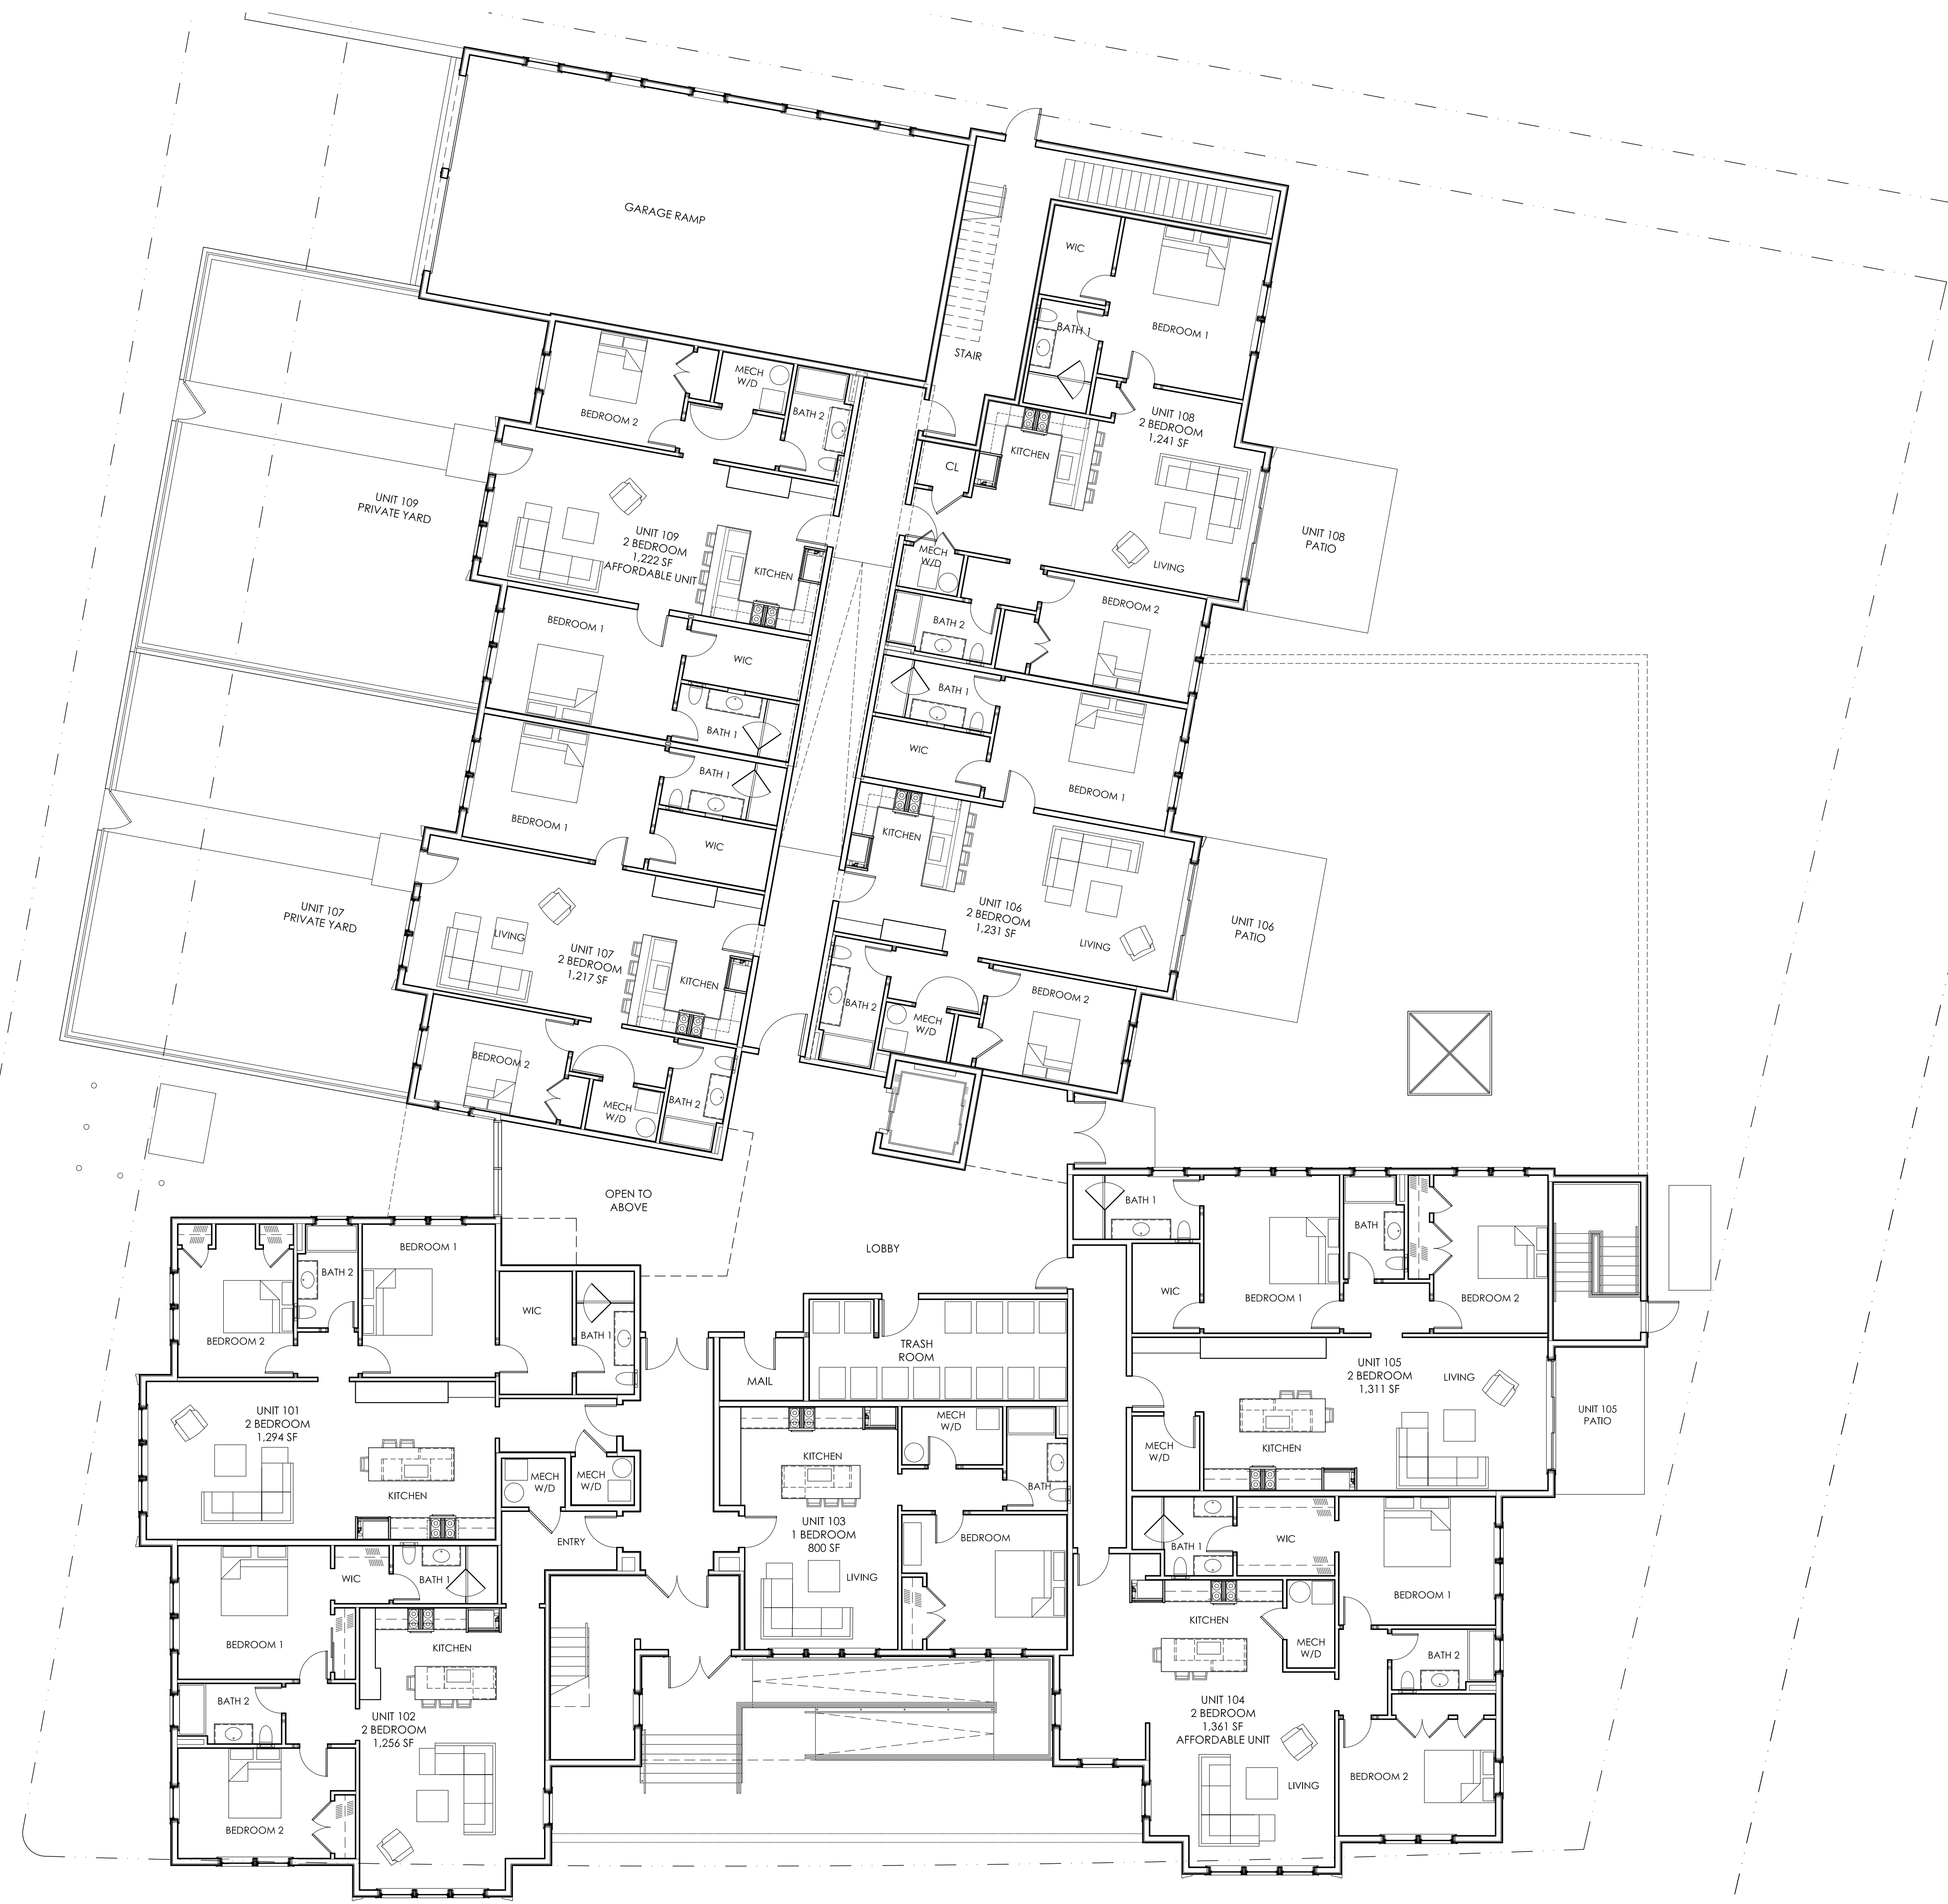 GARAGE RAMP
WIC
BEDROOM 1
BATH 1
STAIR
MECH
W/D
BATH 2
BEDROOM 2
UNIT 108
2 BEDROOM
1,241 SF
KITCHEN
CL
UNIT 109
PRIVATE YARD
UNIT 109
2 BEDROOM
1,222 SF
AFFORDABLE UNIT
KITCHEN
UNIT 108
PATIO
LIVING
MECH
W/D
BEDROOM 2
BATH 2
BEDROOM 1
WIC
BATH 1
BATH 1
WIC
BEDROOM 1
BATH 1
BEDROOM 1
WIC
KITCHEN
UNIT 107
PRIVATE YARD
LIVING
UNIT 107
2 BEDROOM
1,217 SF
KITCHEN
UNIT 106
2 BEDROOM
1,231 SF
LIVING
UNIT 106
PATIO
BEDROOM 2
BATH 2
MECH
W/D
BEDROOM 2
MECH
W/D
BATH 2
OPEN TO
ABOVE
LOBBY
BATH 1
BATH
WIC
BEDROOM 1
BEDROOM 2
BEDROOM 1
BATH 2
BEDROOM 2
WIC
BATH 1
TRASH
ROOM
MAIL
UNIT 105
2 BEDROOM
1,311 SF
LIVING
UNIT 105
PATIO
KITCHEN
MECH
W/D
UNIT 101
2 BEDROOM
1,294 SF
KITCHEN
MECH
W/D
MECH
W/D
ENTRY
KITCHEN
MECH
W/D
BATH
UNIT 103
1 BEDROOM
800 SF
LIVING
BEDROOM
BATH 1
WIC
BEDROOM 1
KITCHEN
MECH
W/D
BATH 2
UNIT 104
2 BEDROOM
1,361 SF
AFFORDABLE UNIT
LIVING
BEDROOM 2
WIC
BATH 1
BEDROOM 1
KITCHEN
BATH 2
UNIT 102
2 BEDROOM
1,256 SF
BEDROOM 2